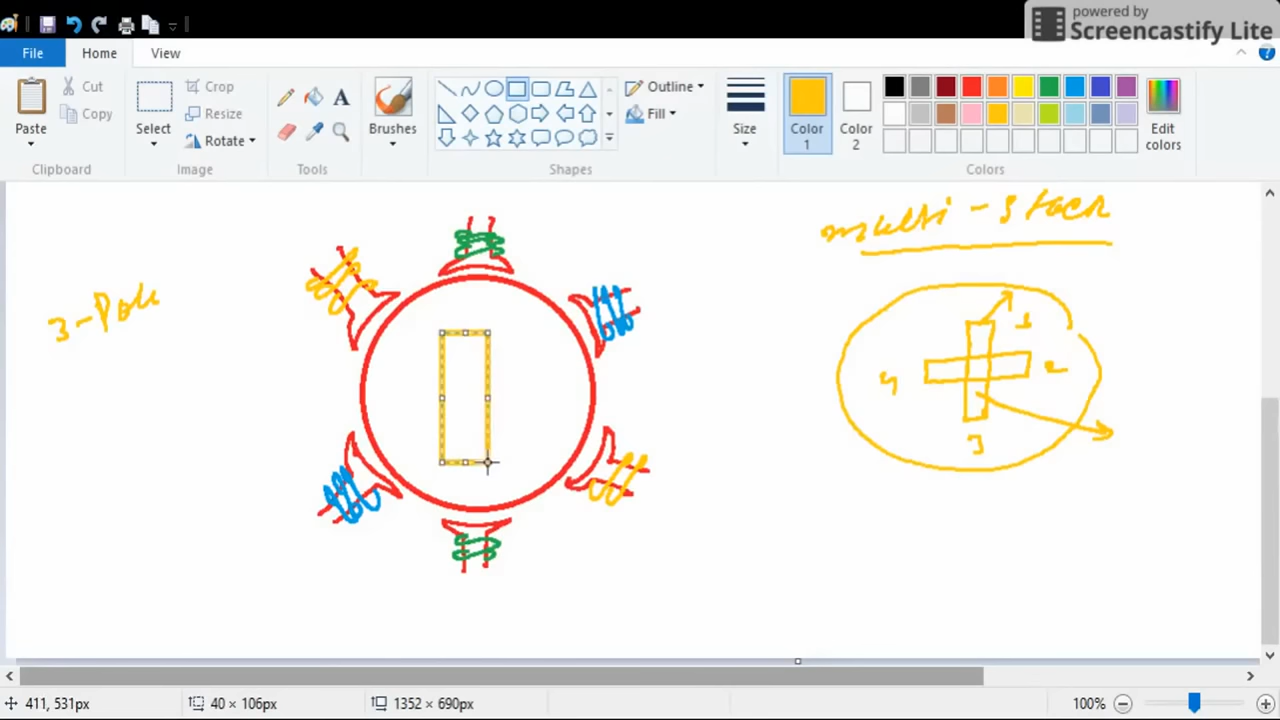 powered by
Screencastify Lite
File
Home
View
Paste
Cut
Copy
Clipboard
Select
Crop
Resize
Rotate
Image
A
Tools
Brushes
Outline
Fill
Shapes
Size
Color
1
Color
2
Edit
colors
Colors
multi-stack
3-Pole
1
2
3
4
411, 531px
40 × 106px
1352 × 690px
100%